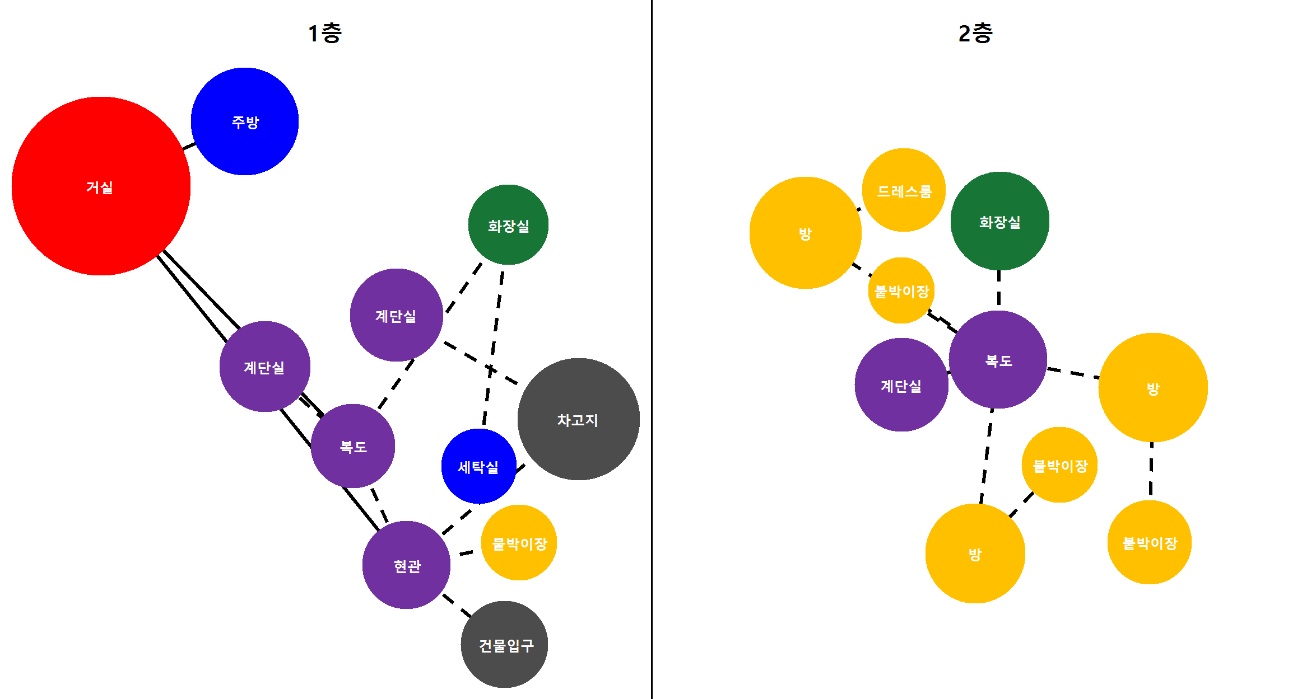 1층
주방
거실
화장실
계단실
계단실
차고지
복도
세탁실
붙박이장
현관
건물입구
2층
드레스룸
방
화장실
붙박이장
복도
계단실
방
붙박이장
방
붙박이장